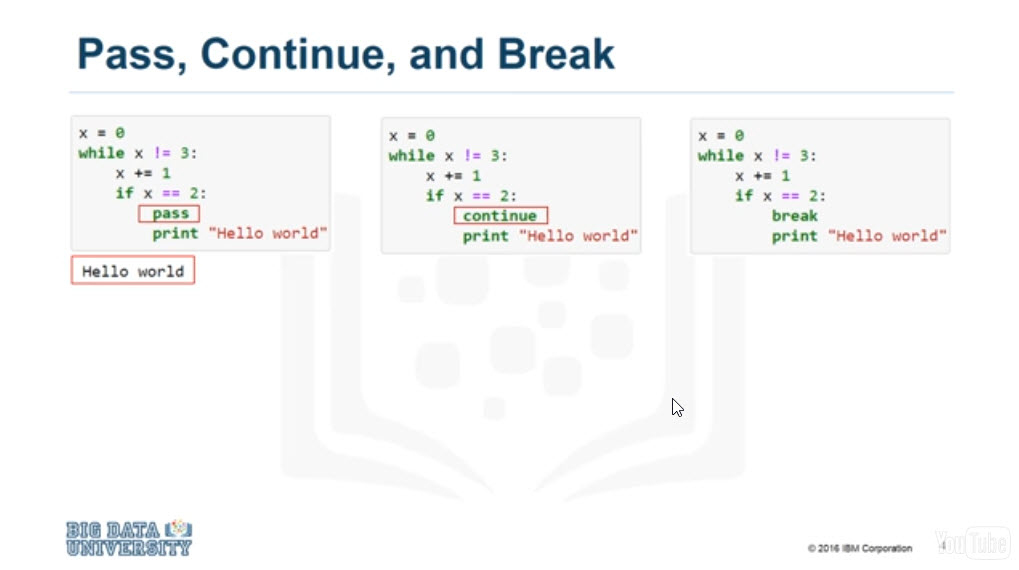 Pass, Continue, and Break
x = 0
while x != 3:
    x += 1
    if x == 2:
        pass
        print "Hello world"
Hello world
x = 0
while x != 3:
    x += 1
    if x == 2:
        continue
        print "Hello world"
x = 0
while x != 3:
    x += 1
    if x == 2:
        break
        print "Hello world"
BIG DATA
UNIVERSITY
© 2016 IBM Corporation
4
YouTube